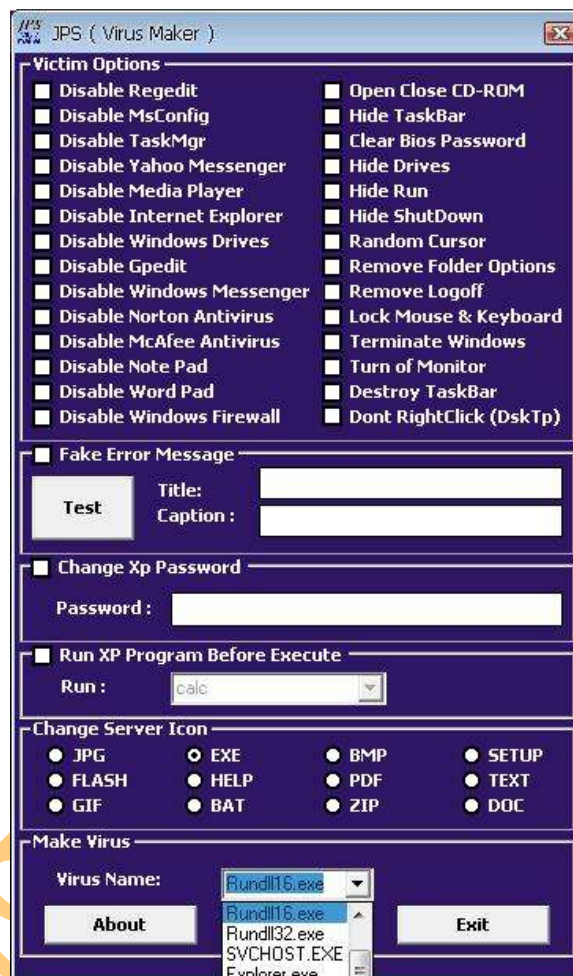 JPS ( Virus Maker )
Victim Options
Disable Regedit
Disable MsConfig
Disable TaskMgr
Disable Yahoo Messenger
Disable Media Player
Disable Internet Explorer
Disable Windows Drives
Disable Gpedit
Disable Windows Messenger
Disable Norton Antivirus
Disable McAfee Antivirus
Disable Note Pad
Disable Word Pad
Disable Windows Firewall
Open Close CD-ROM
Hide TaskBar
Clear Bios Password
Hide Drives
Hide Run
Hide ShutDown
Random Cursor
Remove Folder Options
Remove Logoff
Lock Mouse & Keyboard
Terminate Windows
Turn of Monitor
Destroy TaskBar
Dont RightClick (DskTp)
Fake Error Message
Test
Title:
Caption :
Change Xp Password
Password :
Run XP Program Before Execute
Run : calc
Change Server Icon
JPG EXE BMP SETUP
FLASH HELP PDF TEXT
GIF BAT ZIP DOC
Make Virus
Virus Name: Rundll16.exe
About
Rundll16.exe
Rundll32.exe
SVCHOST.EXE
Explorer.exe
Exit